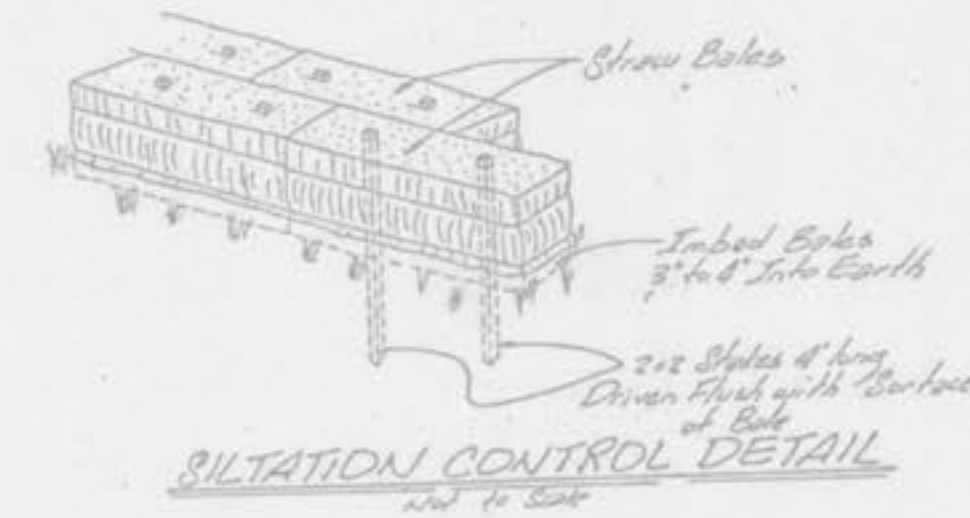 Straw Bales
Imbed Bales
3" to 4" Into Earth
2x2 Stakes 4' long
Driven Flush with Surface
of Bale
SILTATION CONTROL DETAIL
Not to Scale